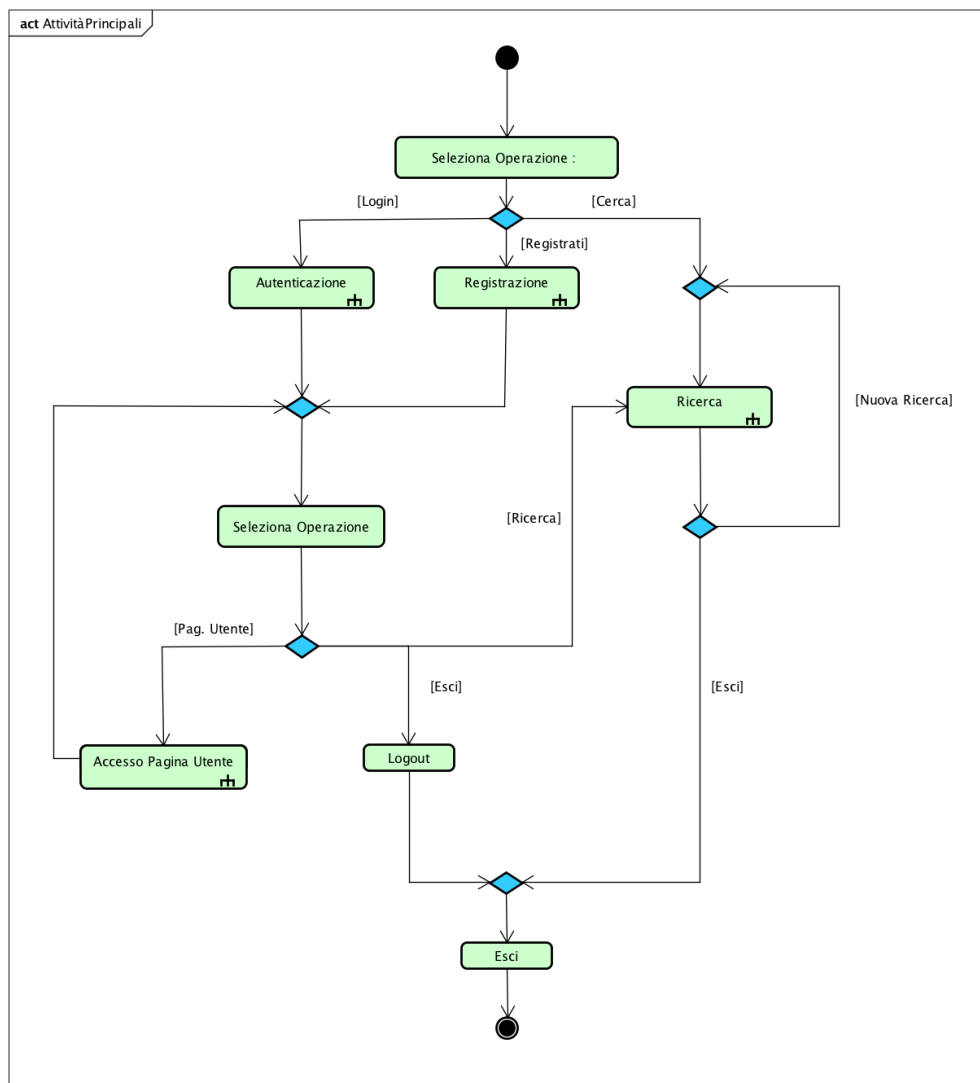 act AttivitàPrincipali
Seleziona Operazione :
[Login]
[Cerca]
[Registrati]
Autenticazione
Registrazione
Ricerca
[Nuova Ricerca]
[Ricerca]
Seleziona Operazione
[Pag. Utente]
[Esci]
[Esci]
Accesso Pagina Utente
Logout
Esci